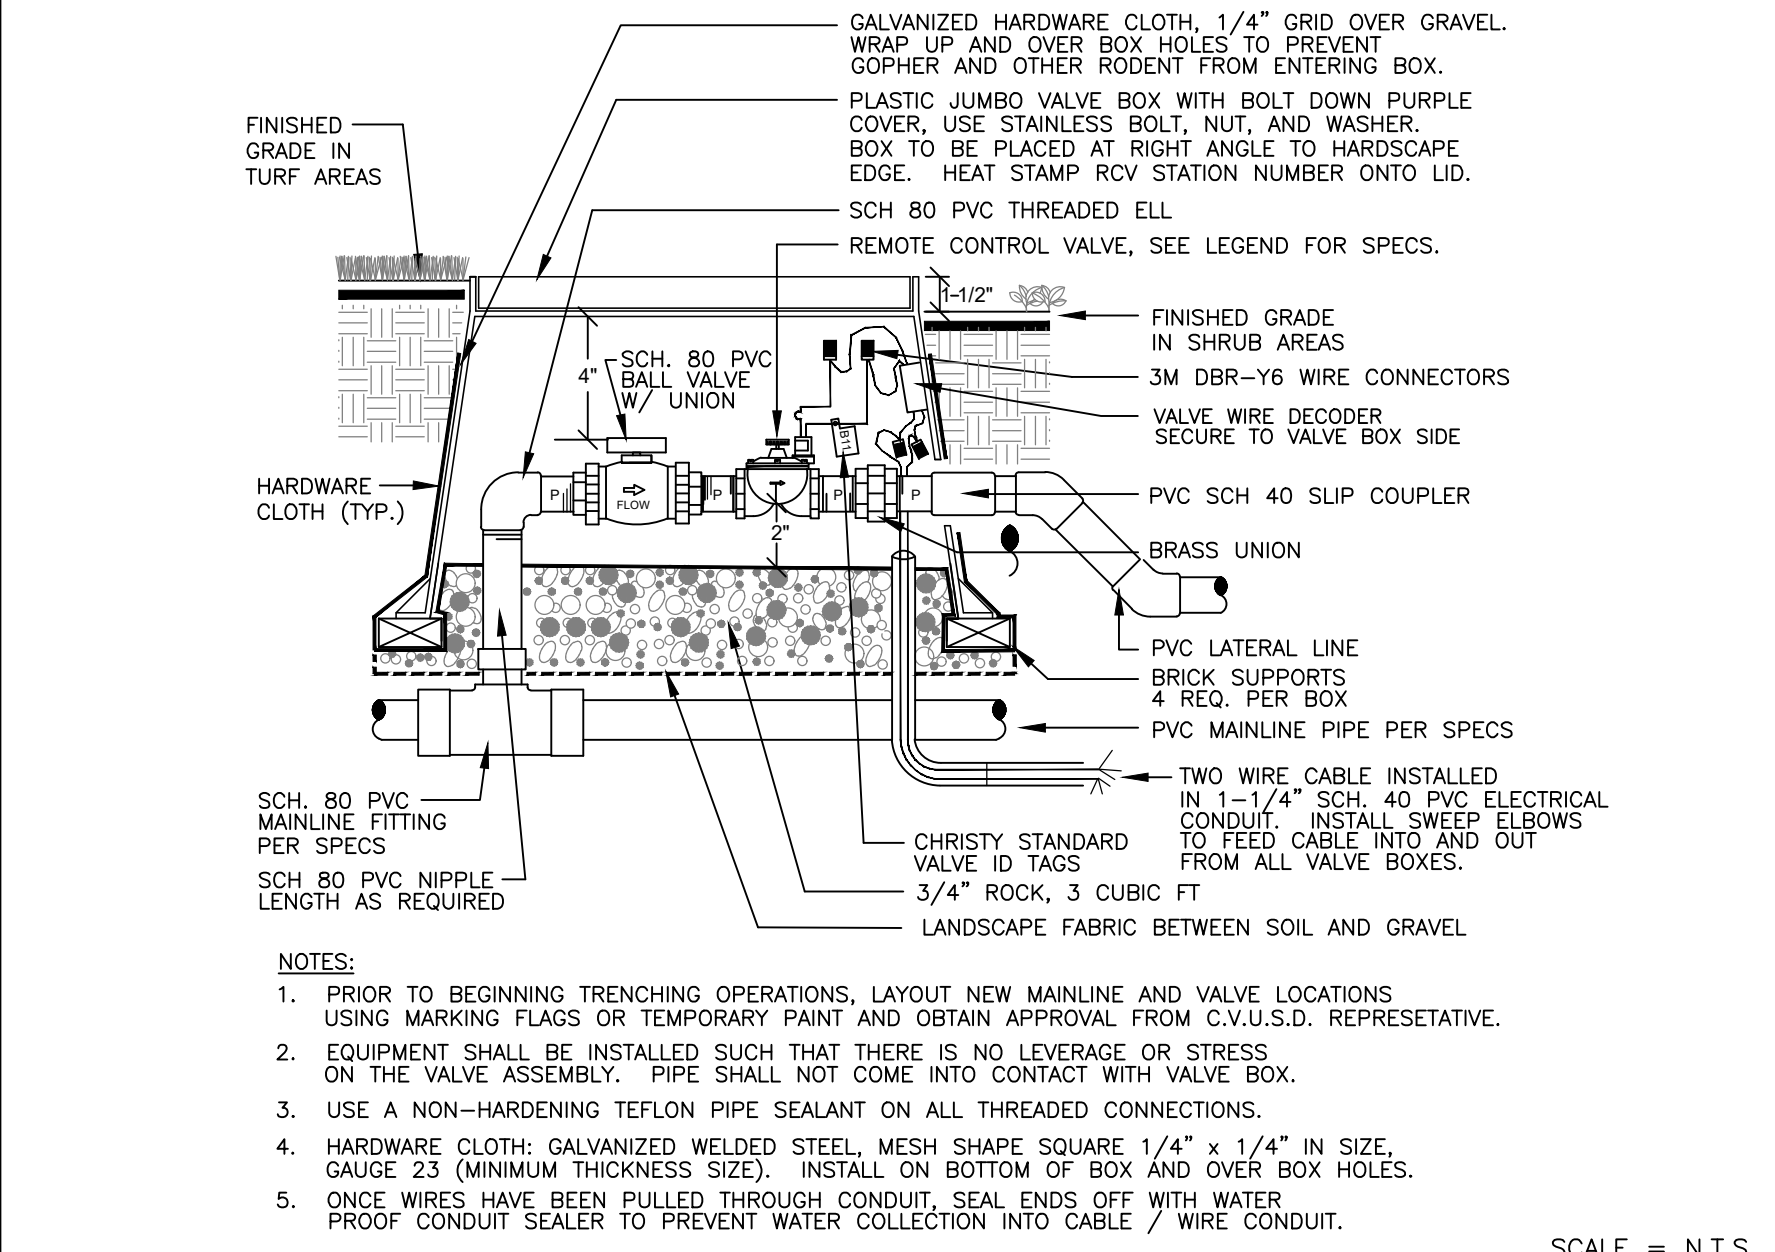 GALVANIZED HARDWARE CLOTH, 1/4” GRID OVER GRAVEL.
WRAP UP AND OVER BOX HOLES TO PREVENT
GOPHER AND OTHER RODENT FROM ENTERING BOX.
PLASTIC JUMBO VALVE BOX WITH BOLT DOWN PURPLE
COVER, USE STAINLESS BOLT, NUT, AND WASHER.
BOX TO BE PLACED AT RIGHT ANGLE TO HARDSCAPE
EDGE. HEAT STAMP RCV STATION NUMBER ONTO LID.
FINISHED
GRADE IN
TURF AREAS
SCH 80 PVC THREADED ELL
REMOTE CONTROL VALVE, SEE LEGEND FOR SPECS.
1-1/2"
FINISHED GRADE
IN SHRUB AREAS
4"
SCH. 80 PVC
BALL VALVE
W/ UNION
3M DBR-Y6 WIRE CONNECTORS
VALVE WIRE DECODER
SECURE TO VALVE BOX SIDE
B11
HARDWARE
CLOTH (TYP.)
P
FLOW
P
P
P
PVC SCH 40 SLIP COUPLER
2"
BRASS UNION
PVC LATERAL LINE
BRICK SUPPORTS
4 REQ. PER BOX
PVC MAINLINE PIPE PER SPECS
TWO WIRE CABLE INSTALLED
IN 1-1/4” SCH. 40 PVC ELECTRICAL
CONDUIT. INSTALL SWEEP ELBOWS
TO FEED CABLE INTO AND OUT
FROM ALL VALVE BOXES.
SCH. 80 PVC
MAINLINE FITTING
PER SPECS
SCH 80 PVC NIPPLE
LENGTH AS REQUIRED
CHRISTY STANDARD
VALVE ID TAGS
3/4” ROCK, 3 CUBIC FT
LANDSCAPE FABRIC BETWEEN SOIL AND GRAVEL
NOTES:
1. PRIOR TO BEGINNING TRENCHING OPERATIONS, LAYOUT NEW MAINLINE AND VALVE LOCATIONS
USING MARKING FLAGS OR TEMPORARY PAINT AND OBTAIN APPROVAL FROM C.V.U.S.D. REPRESETATIVE.
2. EQUIPMENT SHALL BE INSTALLED SUCH THAT THERE IS NO LEVERAGE OR STRESS
ON THE VALVE ASSEMBLY. PIPE SHALL NOT COME INTO CONTACT WITH VALVE BOX.
3. USE A NON-HARDENING TEFLON PIPE SEALANT ON ALL THREADED CONNECTIONS.
4. HARDWARE CLOTH: GALVANIZED WELDED STEEL, MESH SHAPE SQUARE 1/4” x 1/4” IN SIZE,
GAUGE 23 (MINIMUM THICKNESS SIZE). INSTALL ON BOTTOM OF BOX AND OVER BOX HOLES.
5. ONCE WIRES HAVE BEEN PULLED THROUGH CONDUIT, SEAL ENDS OFF WITH WATER
PROOF CONDUIT SEALER TO PREVENT WATER COLLECTION INTO CABLE / WIRE CONDUIT.
SCALE = N.T.S.